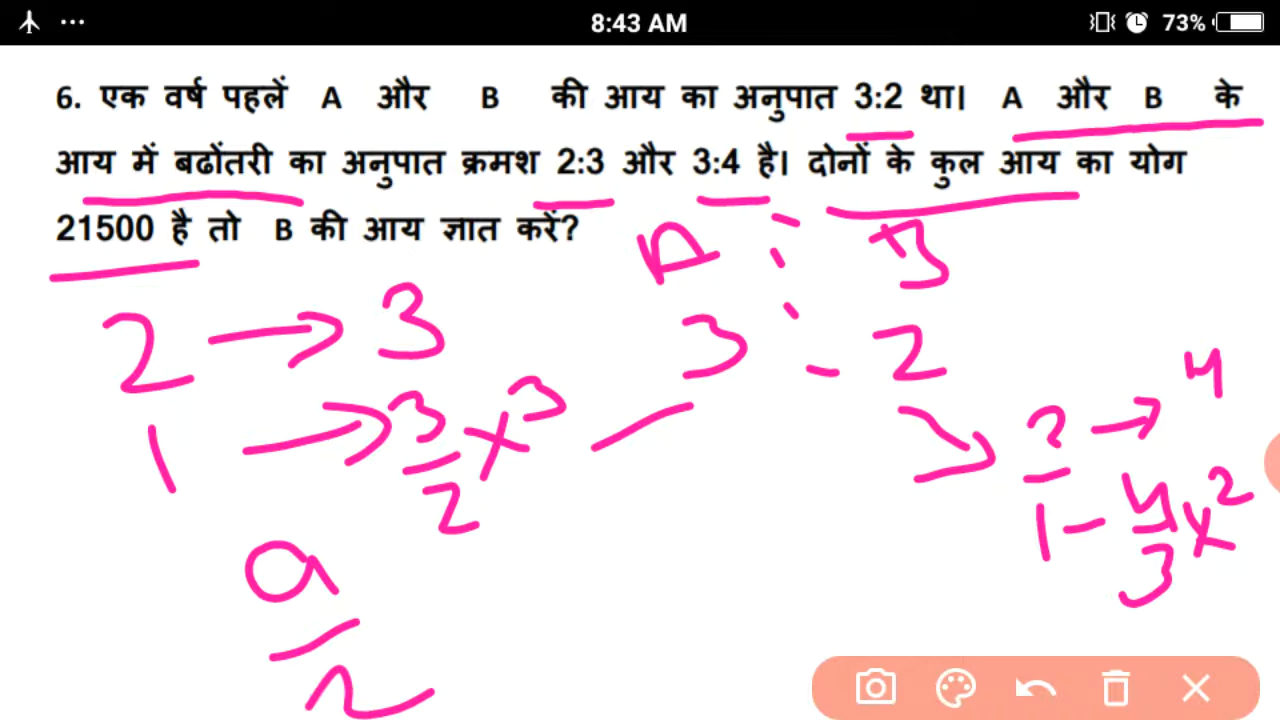 8:43 AM 73%
6. एक वर्ष पहलें A और B की आय का अनुपात 3:2 था। A और B के
आय में बढोंतरी का अनुपात क्रमश 2:3 और 3:4 है। दोनों के कुल आय का योग
21500 है तो B की आय ज्ञात करें?
A : B
2 → 3 3 - 2
4
1 → 3/2 x 3 3 →
1 - 4/3 x 2
9/2